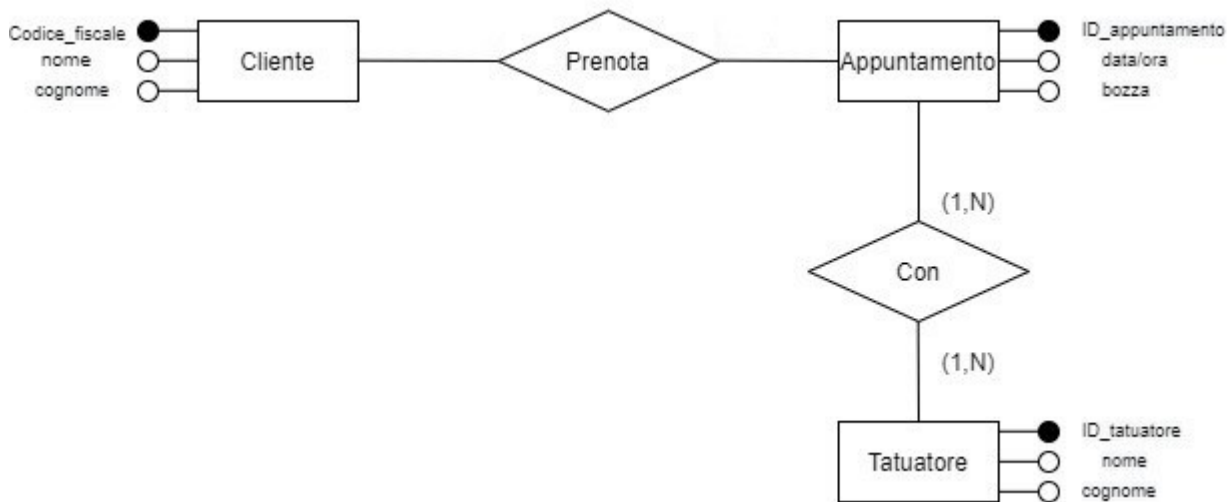 Codice_fiscale
nome
cognome
Cliente
Prenota
Appuntamento
ID_appuntamento
data/ora
bozza
(1,N)
Con
(1,N)
Tatuatore
ID_tatuatore
nome
cognome